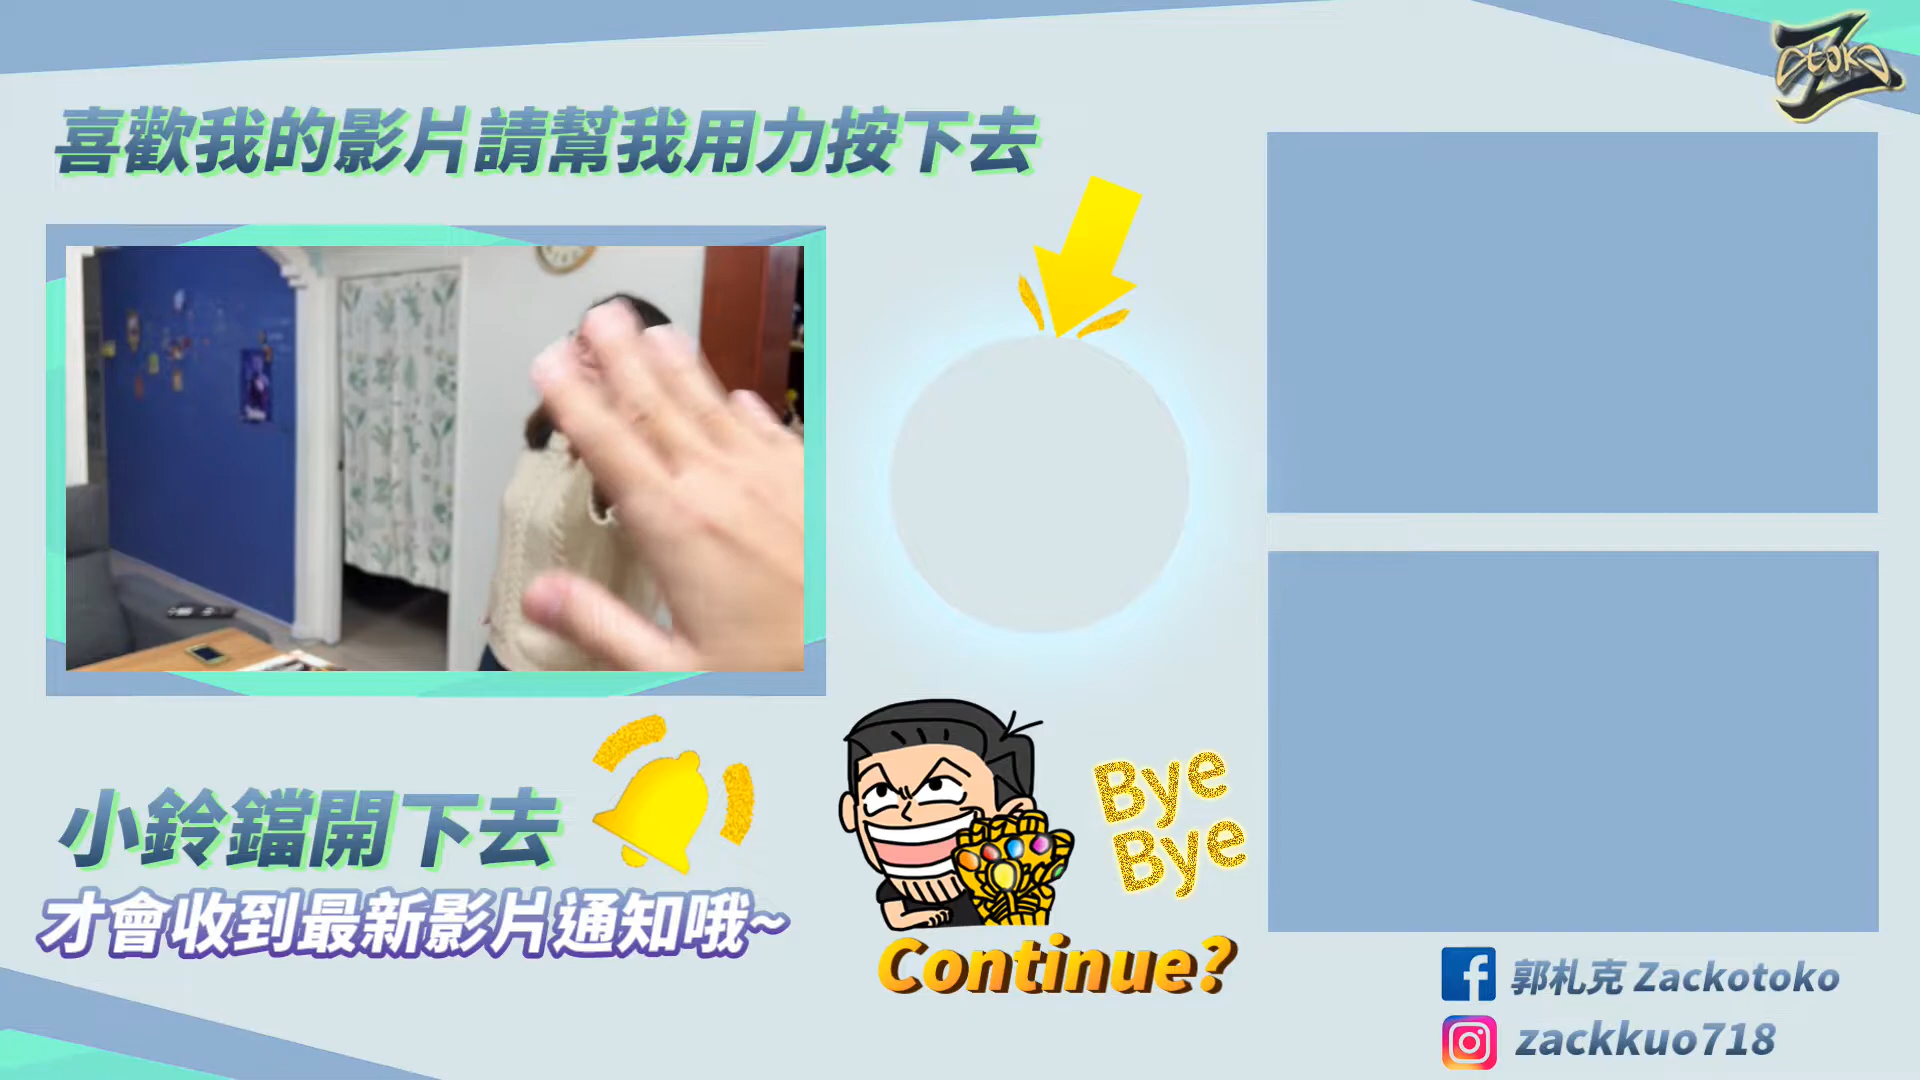 喜歡我的影片請幫我用力按下去
小鈴鐺開下去
才會收到最新影片通知哦~
Bye
Bye
Continue?
郭札克 Zackotoko
zackkuo718